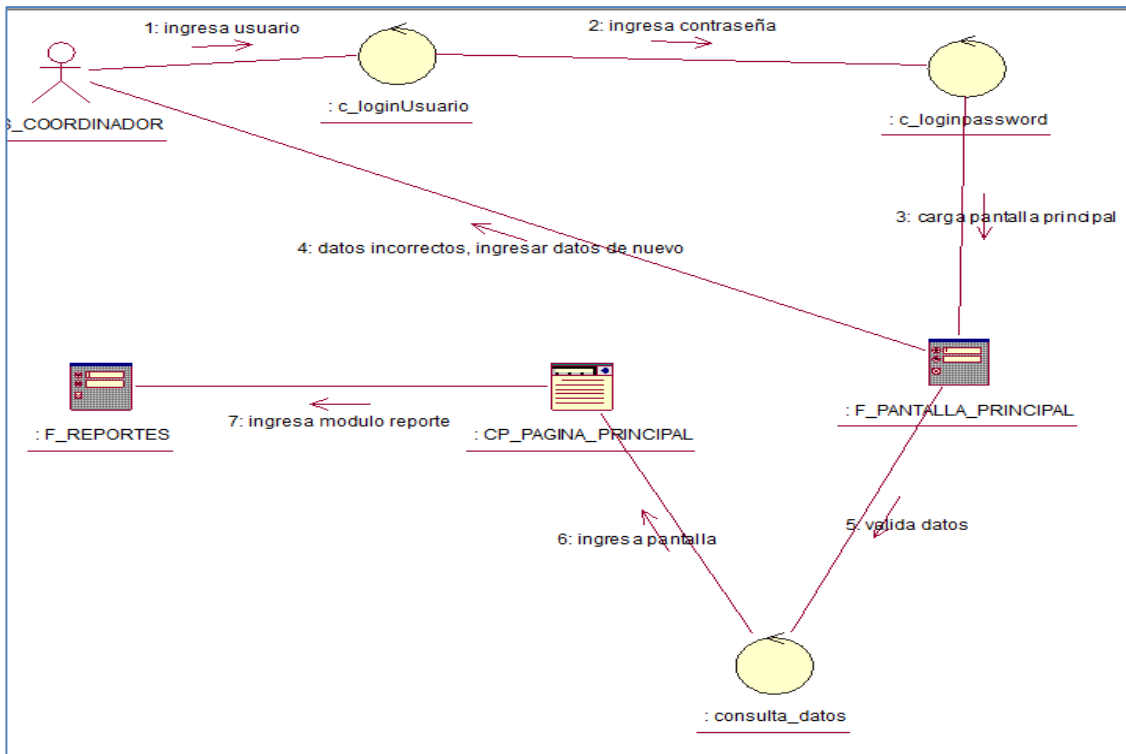 1: ingresa usuario
2: ingresa contraseña
: c_loginUsuario
: c_loginpassword
S_COORDINADOR
3: carga pantalla principal
4: datos incorrectos, ingresar datos de nuevo
: F_REPORTES
7: ingresa modulo reporte
: CP_PAGINA_PRINCIPAL
: F_PANTALLA_PRINCIPAL
6: ingresa pantalla
5: valida datos
: consulta_datos